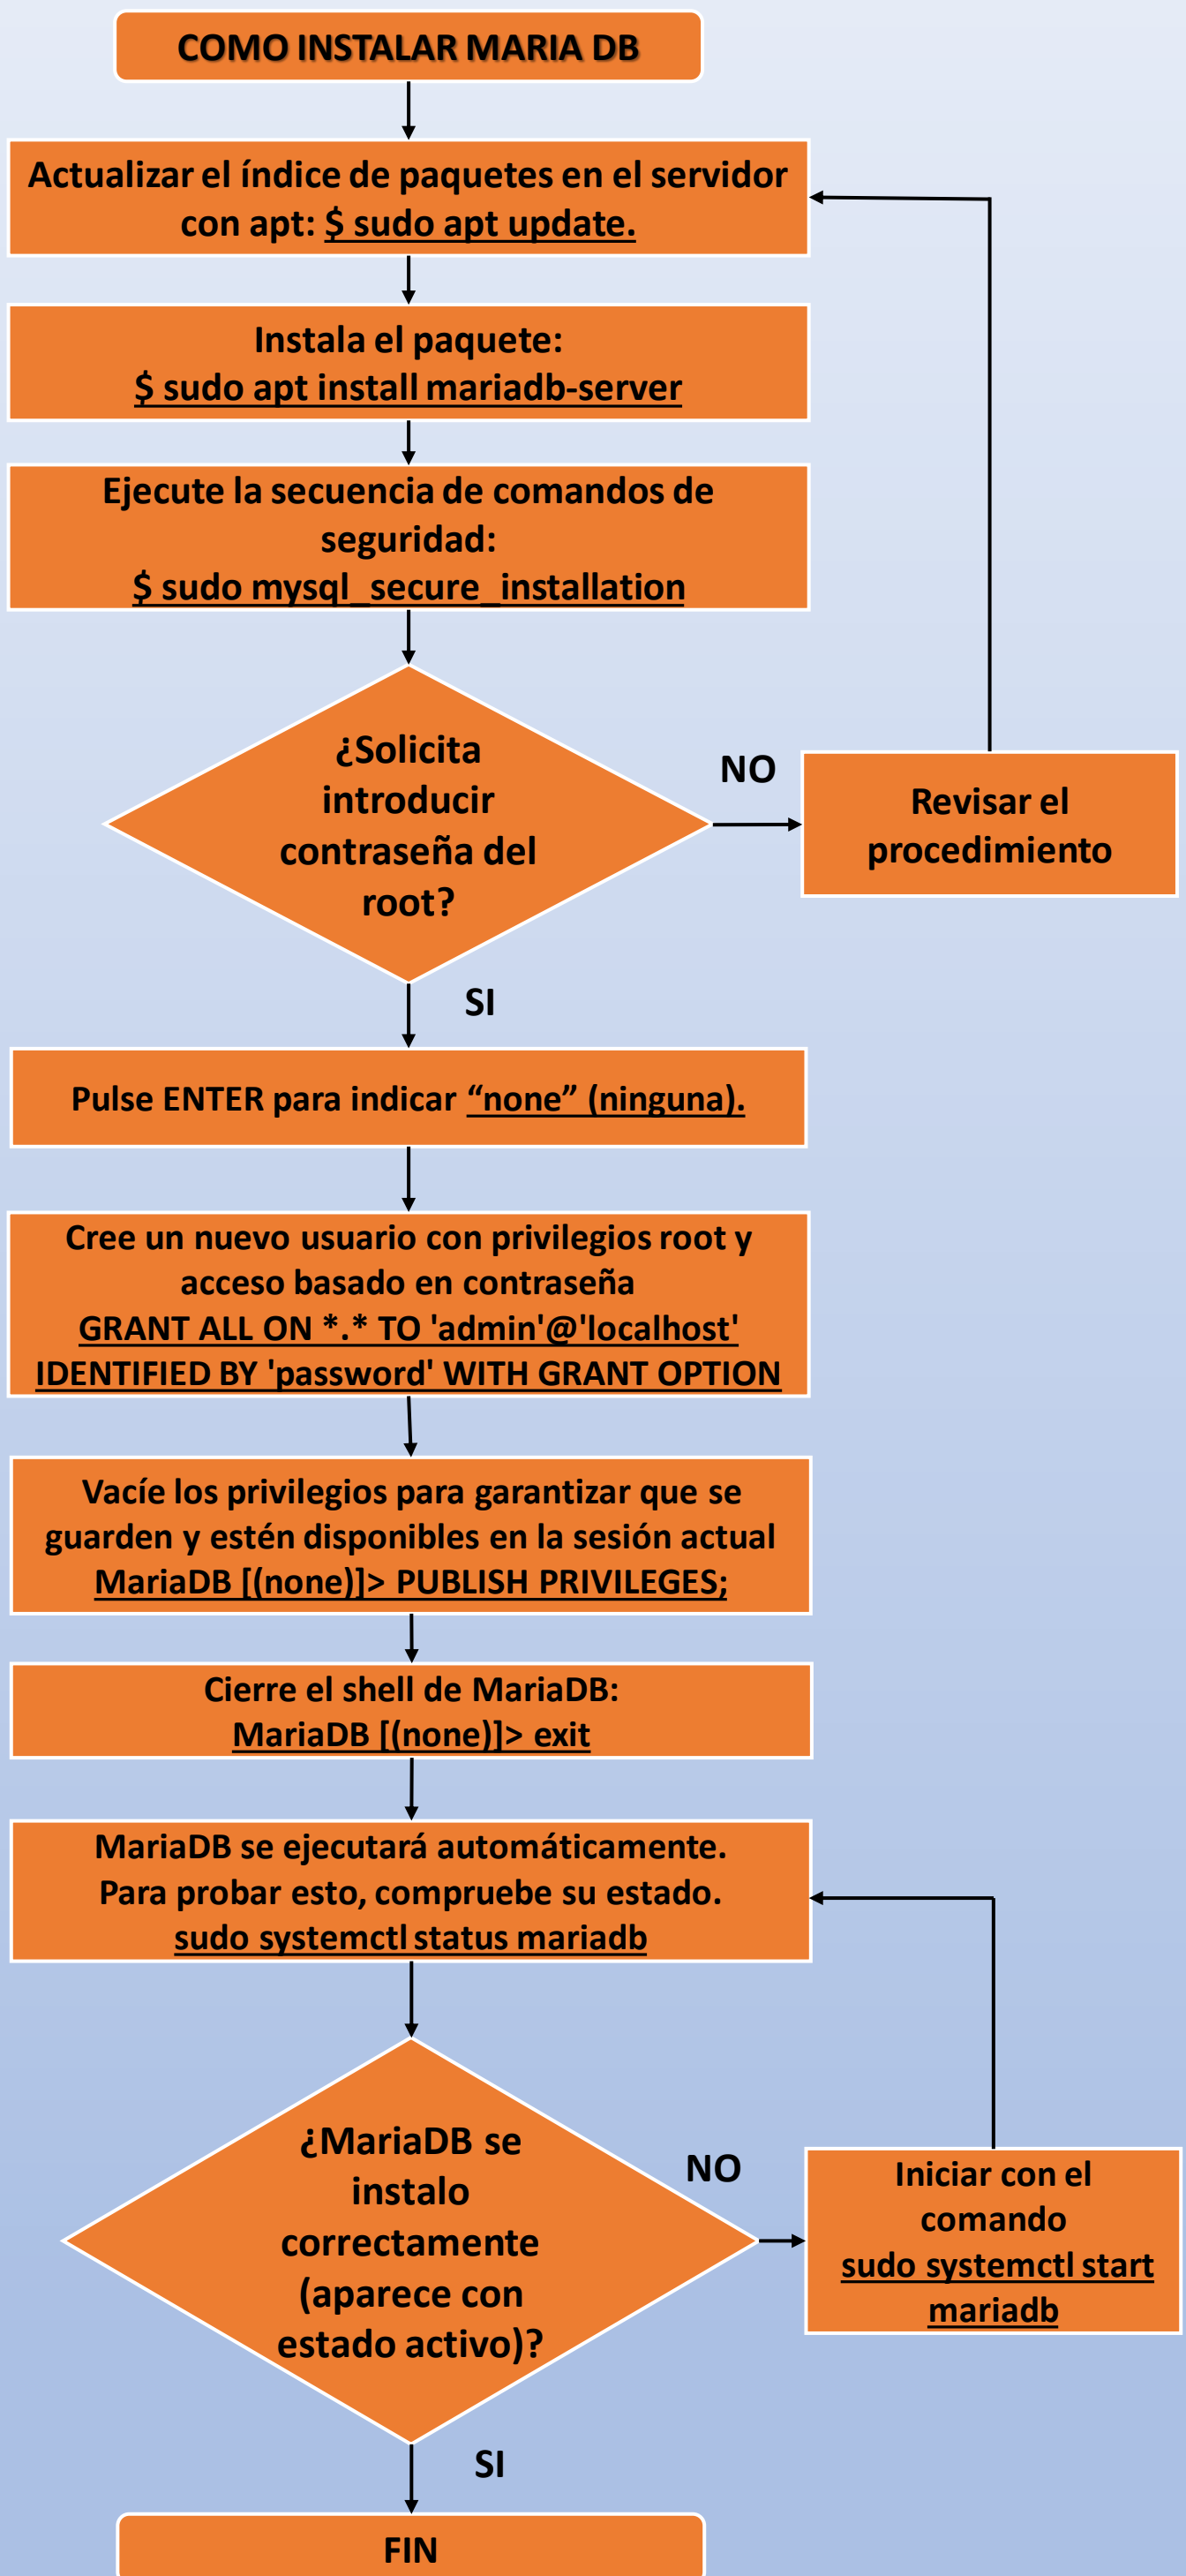 COMO INSTALAR MARIA DB
Actualizar el índice de paquetes en el servidor
con apt: $ sudo apt update.
Instala el paquete:
$ sudo apt install mariadb-server
Ejecute la secuencia de comandos de
seguridad:
$ sudo mysql_secure_installation
¿Solicita
introducir
contraseña del
root?
NO
Revisar el
procedimiento
SI
Pulse ENTER para indicar “none” (ninguna).
Cree un nuevo usuario con privilegios root y
acceso basado en contraseña
GRANT ALL ON *.* TO 'admin'@'localhost'
IDENTIFIED BY 'password' WITH GRANT OPTION
Vacíe los privilegios para garantizar que se
guarden y estén disponibles en la sesión actual
MariaDB [(none)]> PUBLISH PRIVILEGES;
Cierre el shell de MariaDB:
MariaDB [(none)]> exit
MariaDB se ejecutará automáticamente.
Para probar esto, compruebe su estado.
sudo systemctl status mariadb
¿MariaDB se
instalo
correctamente
(aparece con
estado activo)?
NO
Iniciar con el
comando
sudo systemctl start
mariadb
SI
FIN